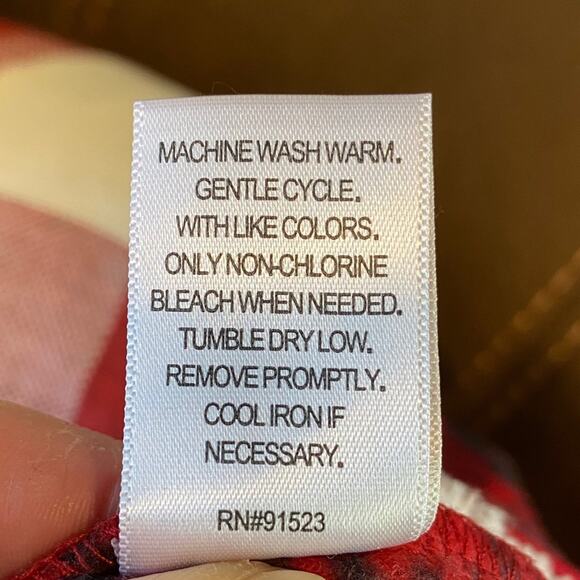 MACHINE WASH WARM.
GENTLE CYCLE.
WITH LIKE COLORS.
ONLY NON-CHLORINE
BLEACH WHEN NEEDED.
TUMBLE DRY LOW.
REMOVE PROMPTLY.
COOL IRON IF
NECESSARY.
RN#91523